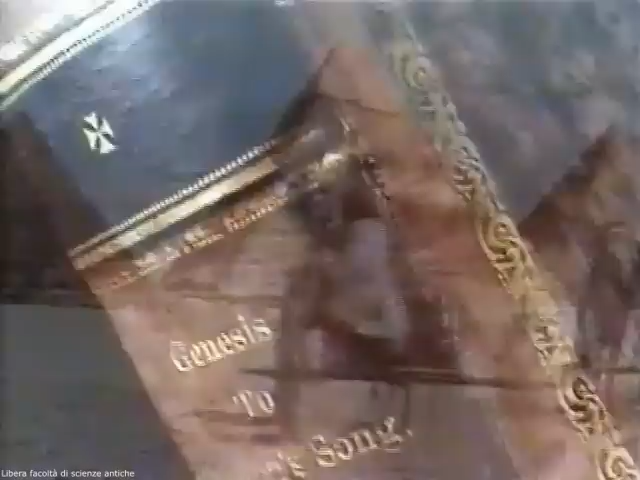 Genesis
To
's Song.
Libera facoltà di scienze antiche